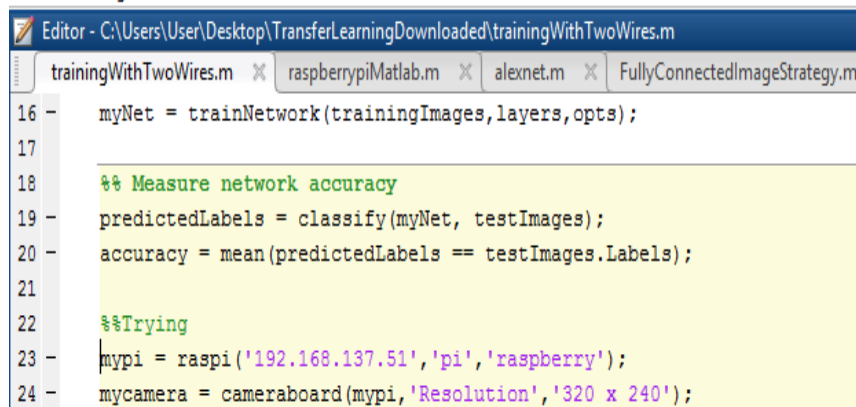 Editor - C:\Users\User\Desktop\TransferLearningDownloaded\trainingWithTwoWires.m
trainingWithTwoWires.m × raspberrypiMatlab.m × alexnet.m × FullyConnectedImageStrategy.m
16 - myNet = trainNetwork(trainingImages,layers,opts);
17
18 %% Measure network accuracy
19 - predictedLabels = classify(myNet, testImages);
20 - accuracy = mean(predictedLabels == testImages.Labels);
21
22 %%Trying
23 - mypi = raspi('192.168.137.51','pi','raspberry');
24 - mycamera = cameraboard(mypi,'Resolution','320 x 240');